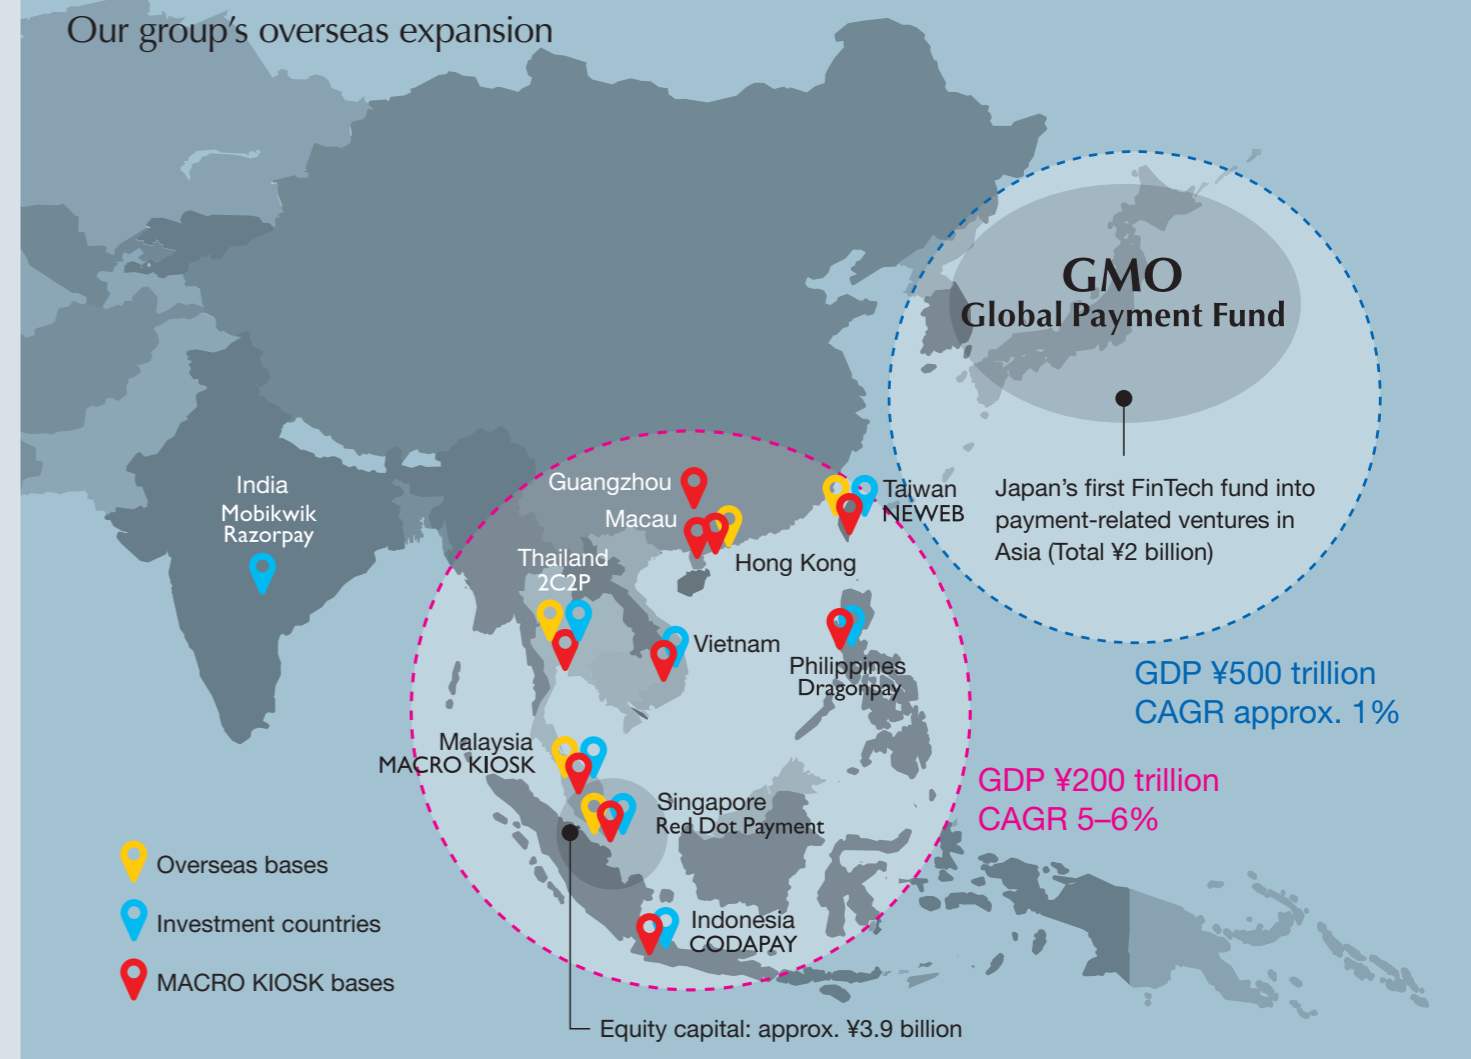 Our group's overseas expansion
GMO
Global Payment Fund
Japan's first FinTech fund into
payment-related ventures in
Asia (Total ¥2 billion)
GDP ¥500 trillion
CAGR approx. 1%
India
Mobikwik
Razorpay
Guangzhou
Macau
Hong Kong
Taiwan
NEWEB
Thailand
2C2P
Vietnam
Philippines
Dragonpay
Malaysia
MACRO KIOSK
Singapore
Red Dot Payment
GDP ¥200 trillion
CAGR 5–6%
Indonesia
CODAPAY
Overseas bases
Investment countries
MACRO KIOSK bases
Equity capital: approx. ¥3.9 billion